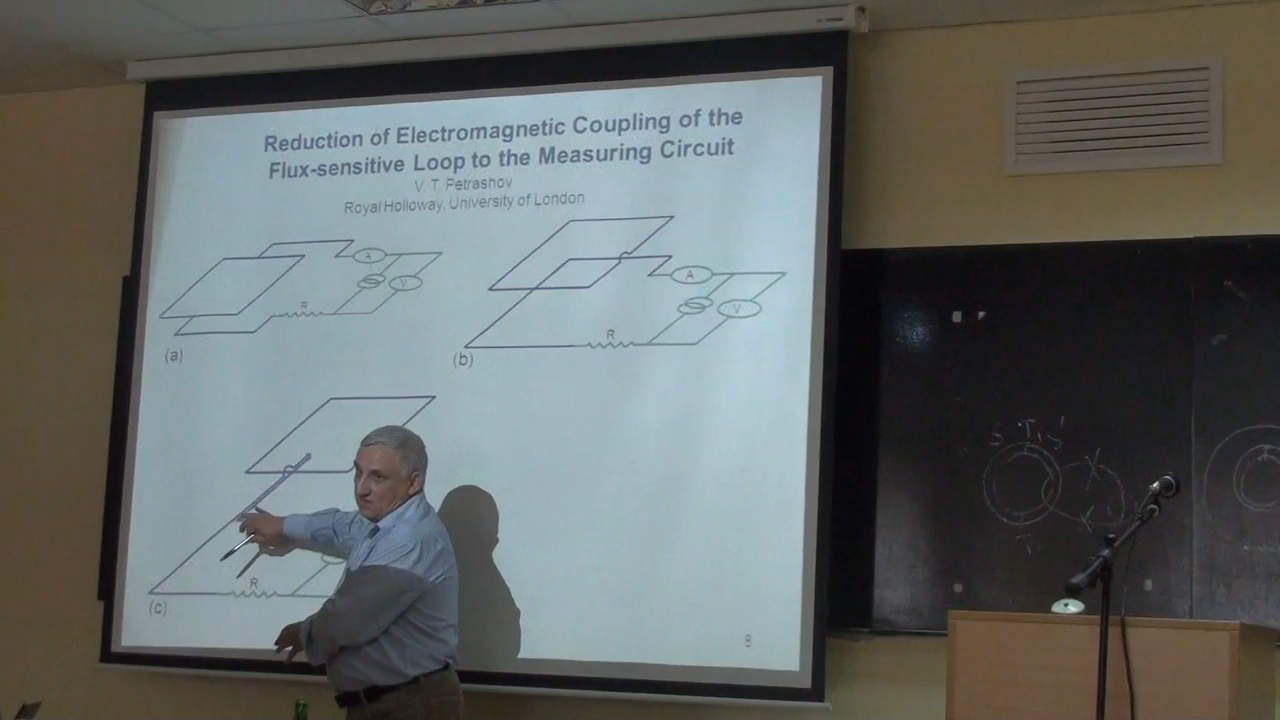 Reduction of Electromagnetic Coupling of the
Flux-sensitive Loop to the Measuring Circuit
V. T. Petrashov
Royal Holloway, University of London
A
V
R
(a)
A
V
R
(b)
R
(c)
8